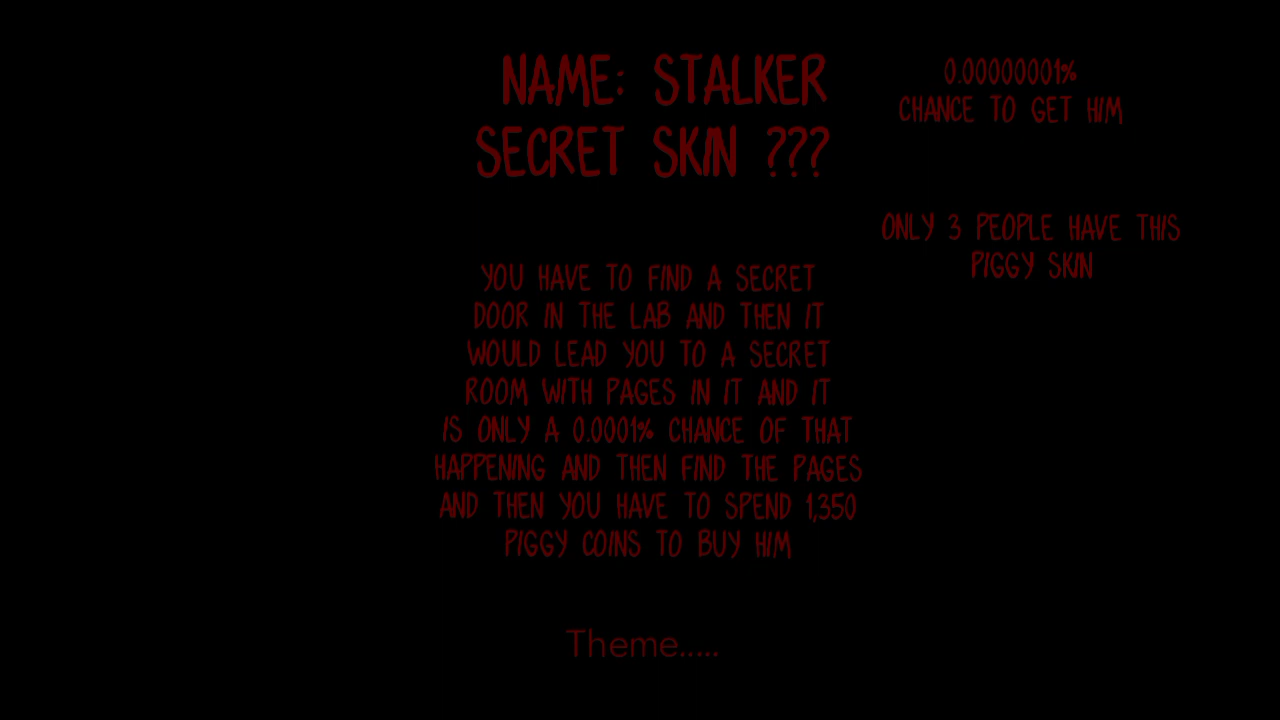 NAME: STALKER
SECRET SKIN ???
0.00000001%
CHANCE TO GET HIM
ONLY 3 PEOPLE HAVE THIS
PIGGY SKIN
YOU HAVE TO FIND A SECRET
DOOR IN THE LAB AND THEN IT
WOULD LEAD YOU TO A SECRET
ROOM WITH PAGES IN IT AND IT
IS ONLY A 0.0001% CHANCE OF THAT
HAPPENING AND THEN FIND THE PAGES
AND THEN YOU HAVE TO SPEND 1,350
PIGGY COINS TO BUY HIM
Theme.....